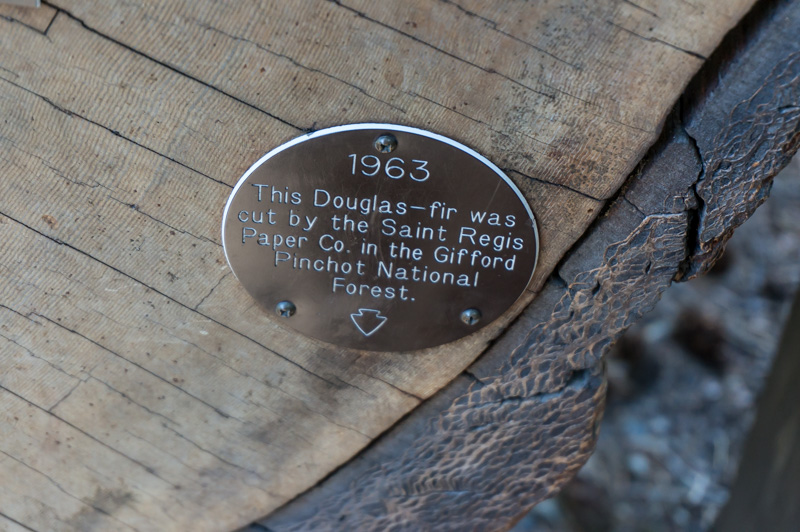 1963
This Douglas-fir was
cut by the Saint Regis
Paper Co. in the Gifford
Pinchot National
Forest.